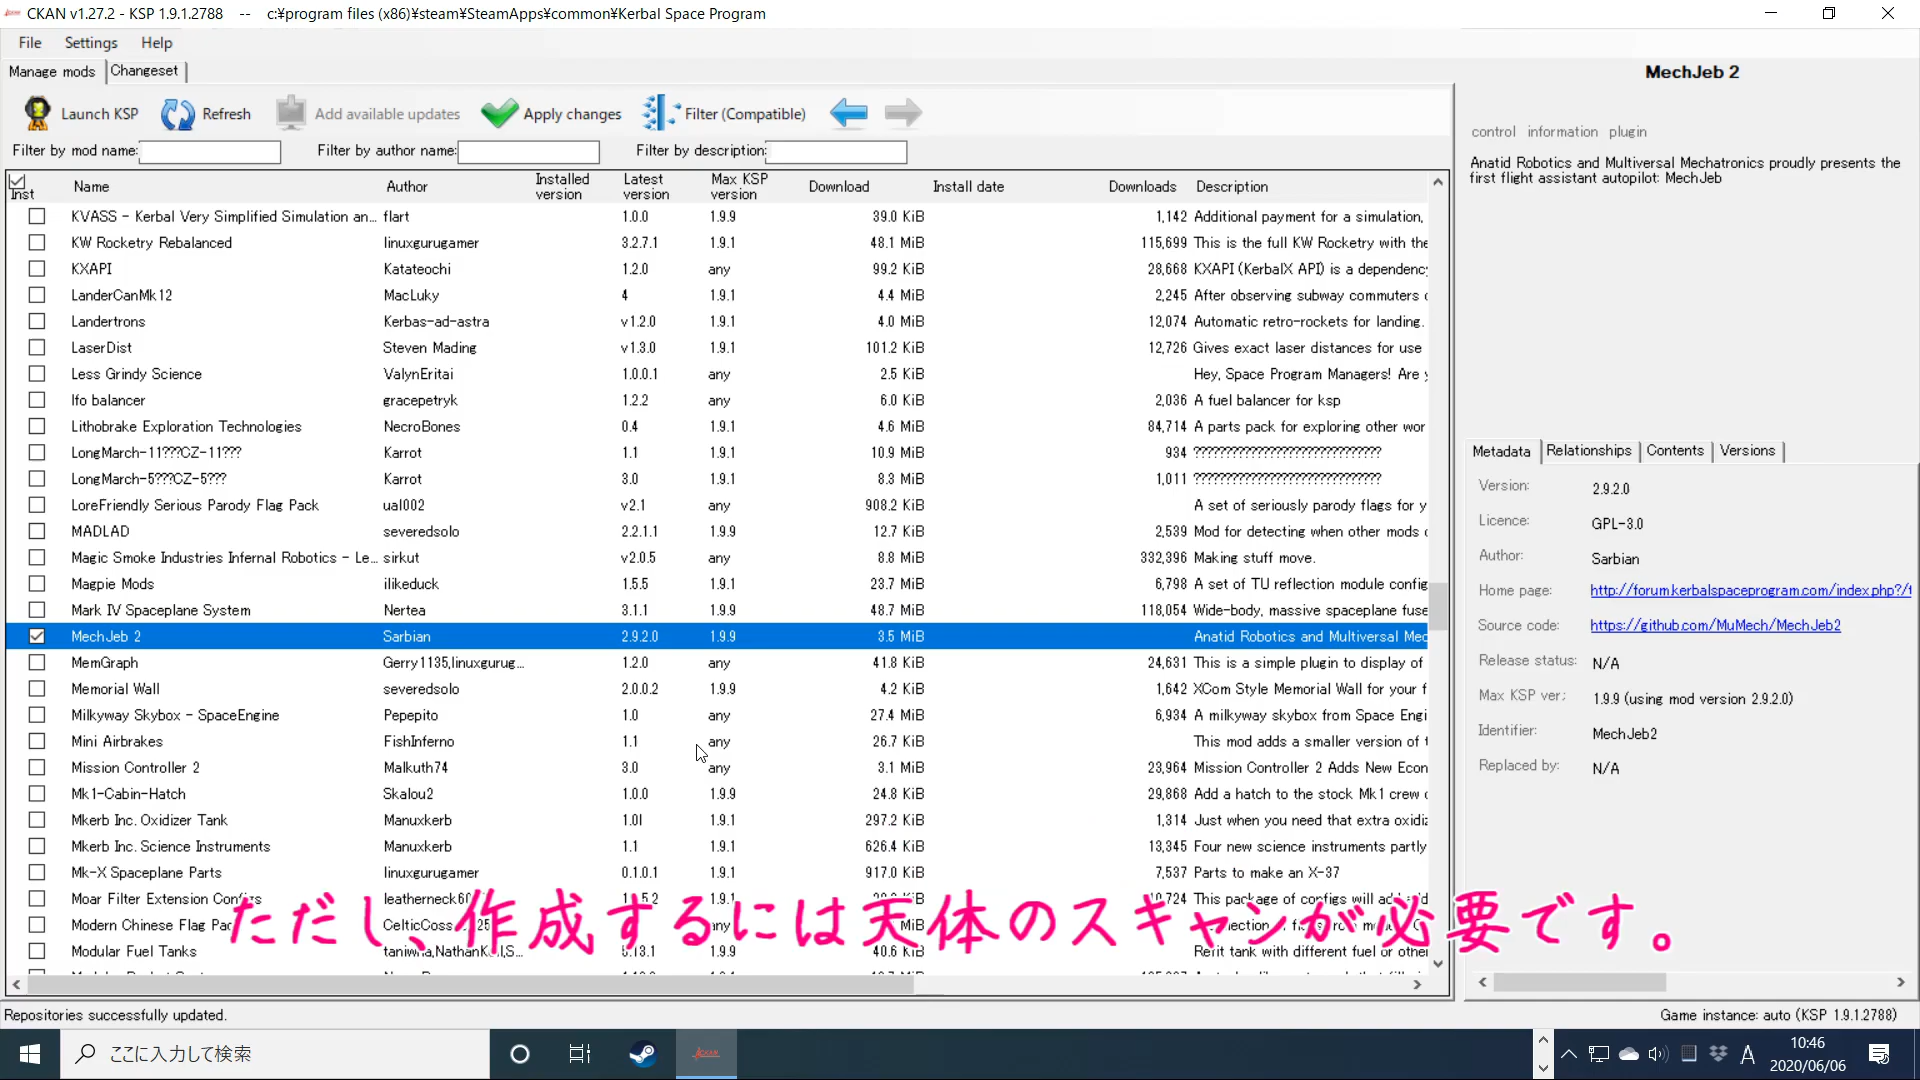 CKAN v1.27.2 - KSP 1.9.1.2788 -- c:¥program files (x86)¥steam¥SteamApps¥common¥Kerbal Space Program
File Settings Help
Manage mods Changeset
Launch KSP Refresh Add available updates Apply changes Filter (Compatible)
Filter by mod name: Filter by author name: Filter by description:
Inst Name Author Installed version Latest version Max KSP version Download Install date Downloads Description
KVASS - Kerbal Very Simplified Simulation an... flart 1.0.0 1.9.9 39.0 KiB 1,142 Additional payment for a simulation,
KW Rocketry Rebalanced linuxgurugamer 3.2.7.1 1.9.1 48.1 MiB 115,699 This is the full KW Rocketry with the
KXAPI Katateochi 1.2.0 any 99.2 KiB 28,668 KXAPI (KerbalX API) is a dependency
LanderCanMk12 MacLuky 4 1.9.1 4.4 MiB 2,245 After observing subway commuters
Landertrons Kerbas-ad-astra v1.2.0 1.9.1 4.0 MiB 12,074 Automatic retro-rockets for landing.
LaserDist Steven Mading v1.3.0 1.9.1 101.2 KiB 12,726 Gives exact laser distances for use
Less Grindy Science ValynEritai 1.0.0.1 any 2.5 KiB Hey, Space Program Managers! Are
lfo balancer gracepetryk 1.2.2 any 6.0 KiB 2,036 A fuel balancer for ksp
Lithobrake Exploration Technologies NecroBones 0.4 1.9.1 4.6 MiB 84,714 A parts pack for exploring other wor
LongMarch-11???CZ-11??? Karrot 1.1 1.9.1 10.9 MiB 934 ?????????????????????????????
LongMarch-5???CZ-5??? Karrot 3.0 1.9.1 8.3 MiB 1,011 ?????????????????????????????
LoreFriendly Serious Parody Flag Pack ual002 v2.1 any 908.2 KiB A set of seriously parody flags for y
MADLAD severedsolo 2.2.1.1 1.9.9 12.7 KiB 2,539 Mod for detecting when other mods
Magic Smoke Industries Infernal Robotics - Le... sirkut v2.0.5 any 8.8 MiB 332,396 Making stuff move.
Magpie Mods ilikeduck 1.5.5 1.9.1 23.7 MiB 6,798 A set of TU reflection module config
Mark IV Spaceplane System Nertea 3.1.1 1.9.9 48.7 MiB 118,054 Wide-body, massive spaceplane fuse
MechJeb 2 Sarbian 2.9.2.0 1.9.9 3.5 MiB Anatid Robotics and Multiversal Mec
MemGraph Gerry1135,linuxgurug... 1.2.0 any 41.8 KiB 24,631 This is a simple plugin to display of
Memorial Wall severedsolo 2.0.0.2 1.9.9 4.2 KiB 1,642 XCom Style Memorial Wall for your f
Milkyway Skybox - SpaceEngine Pepepito 1.0 any 27.4 MiB 6,934 A milkyway skybox from Space Engi
Mini Airbrakes FishInferno 1.1 any 26.7 KiB This mod adds a smaller version of t
Mission Controller 2 Malkuth74 3.0 any 3.1 MiB 23,964 Mission Controller 2 Adds New Econ
Mk1-Cabin-Hatch Skalou2 1.0.0 1.9.9 24.8 KiB 29,868 Add a hatch to the stock Mk1 crew
Mkerb Inc. Oxidizer Tank Manuxkerb 1.0l 1.9.1 297.2 KiB 1,314 Just when you need that extra oxidiz
Mkerb Inc. Science Instruments Manuxkerb 1.1 1.9.1 626.4 KiB 13,345 Four new science instruments partly
Mk-X Spaceplane Parts linuxgurugamer 0.1.0.1 1.9.1 917.0 KiB 7,537 Parts to make an X-37
Moar Filter Extension Configs This package of configs will add
Modern Chinese Flag any MiB
Modular Fuel Tanks 1.9.9 40.6 KiB Refit tank with different fuel or other
ただし、作成するには天体のスキャンが必要です。
MechJeb 2
control information plugin
Anatid Robotics and Multiversal Mechatronics proudly presents the
first flight assistant autopilot: MechJeb
Metadata Relationships Contents Versions
Version: 2.9.2.0
Licence: GPL-3.0
Author: Sarbian
Home page: http://forum.kerbalspaceprogram.com/index.php?/t
Source code: https://github.com/MuMech/MechJeb2
Release status: N/A
Max KSP ver.: 1.9.9 (using mod version 2.9.2.0)
Identifier: MechJeb2
Replaced by: N/A
Repositories successfully updated.
Game instance: auto (KSP 1.9.1.2788)
ここに入力して検索
A
10:46
2020/06/06